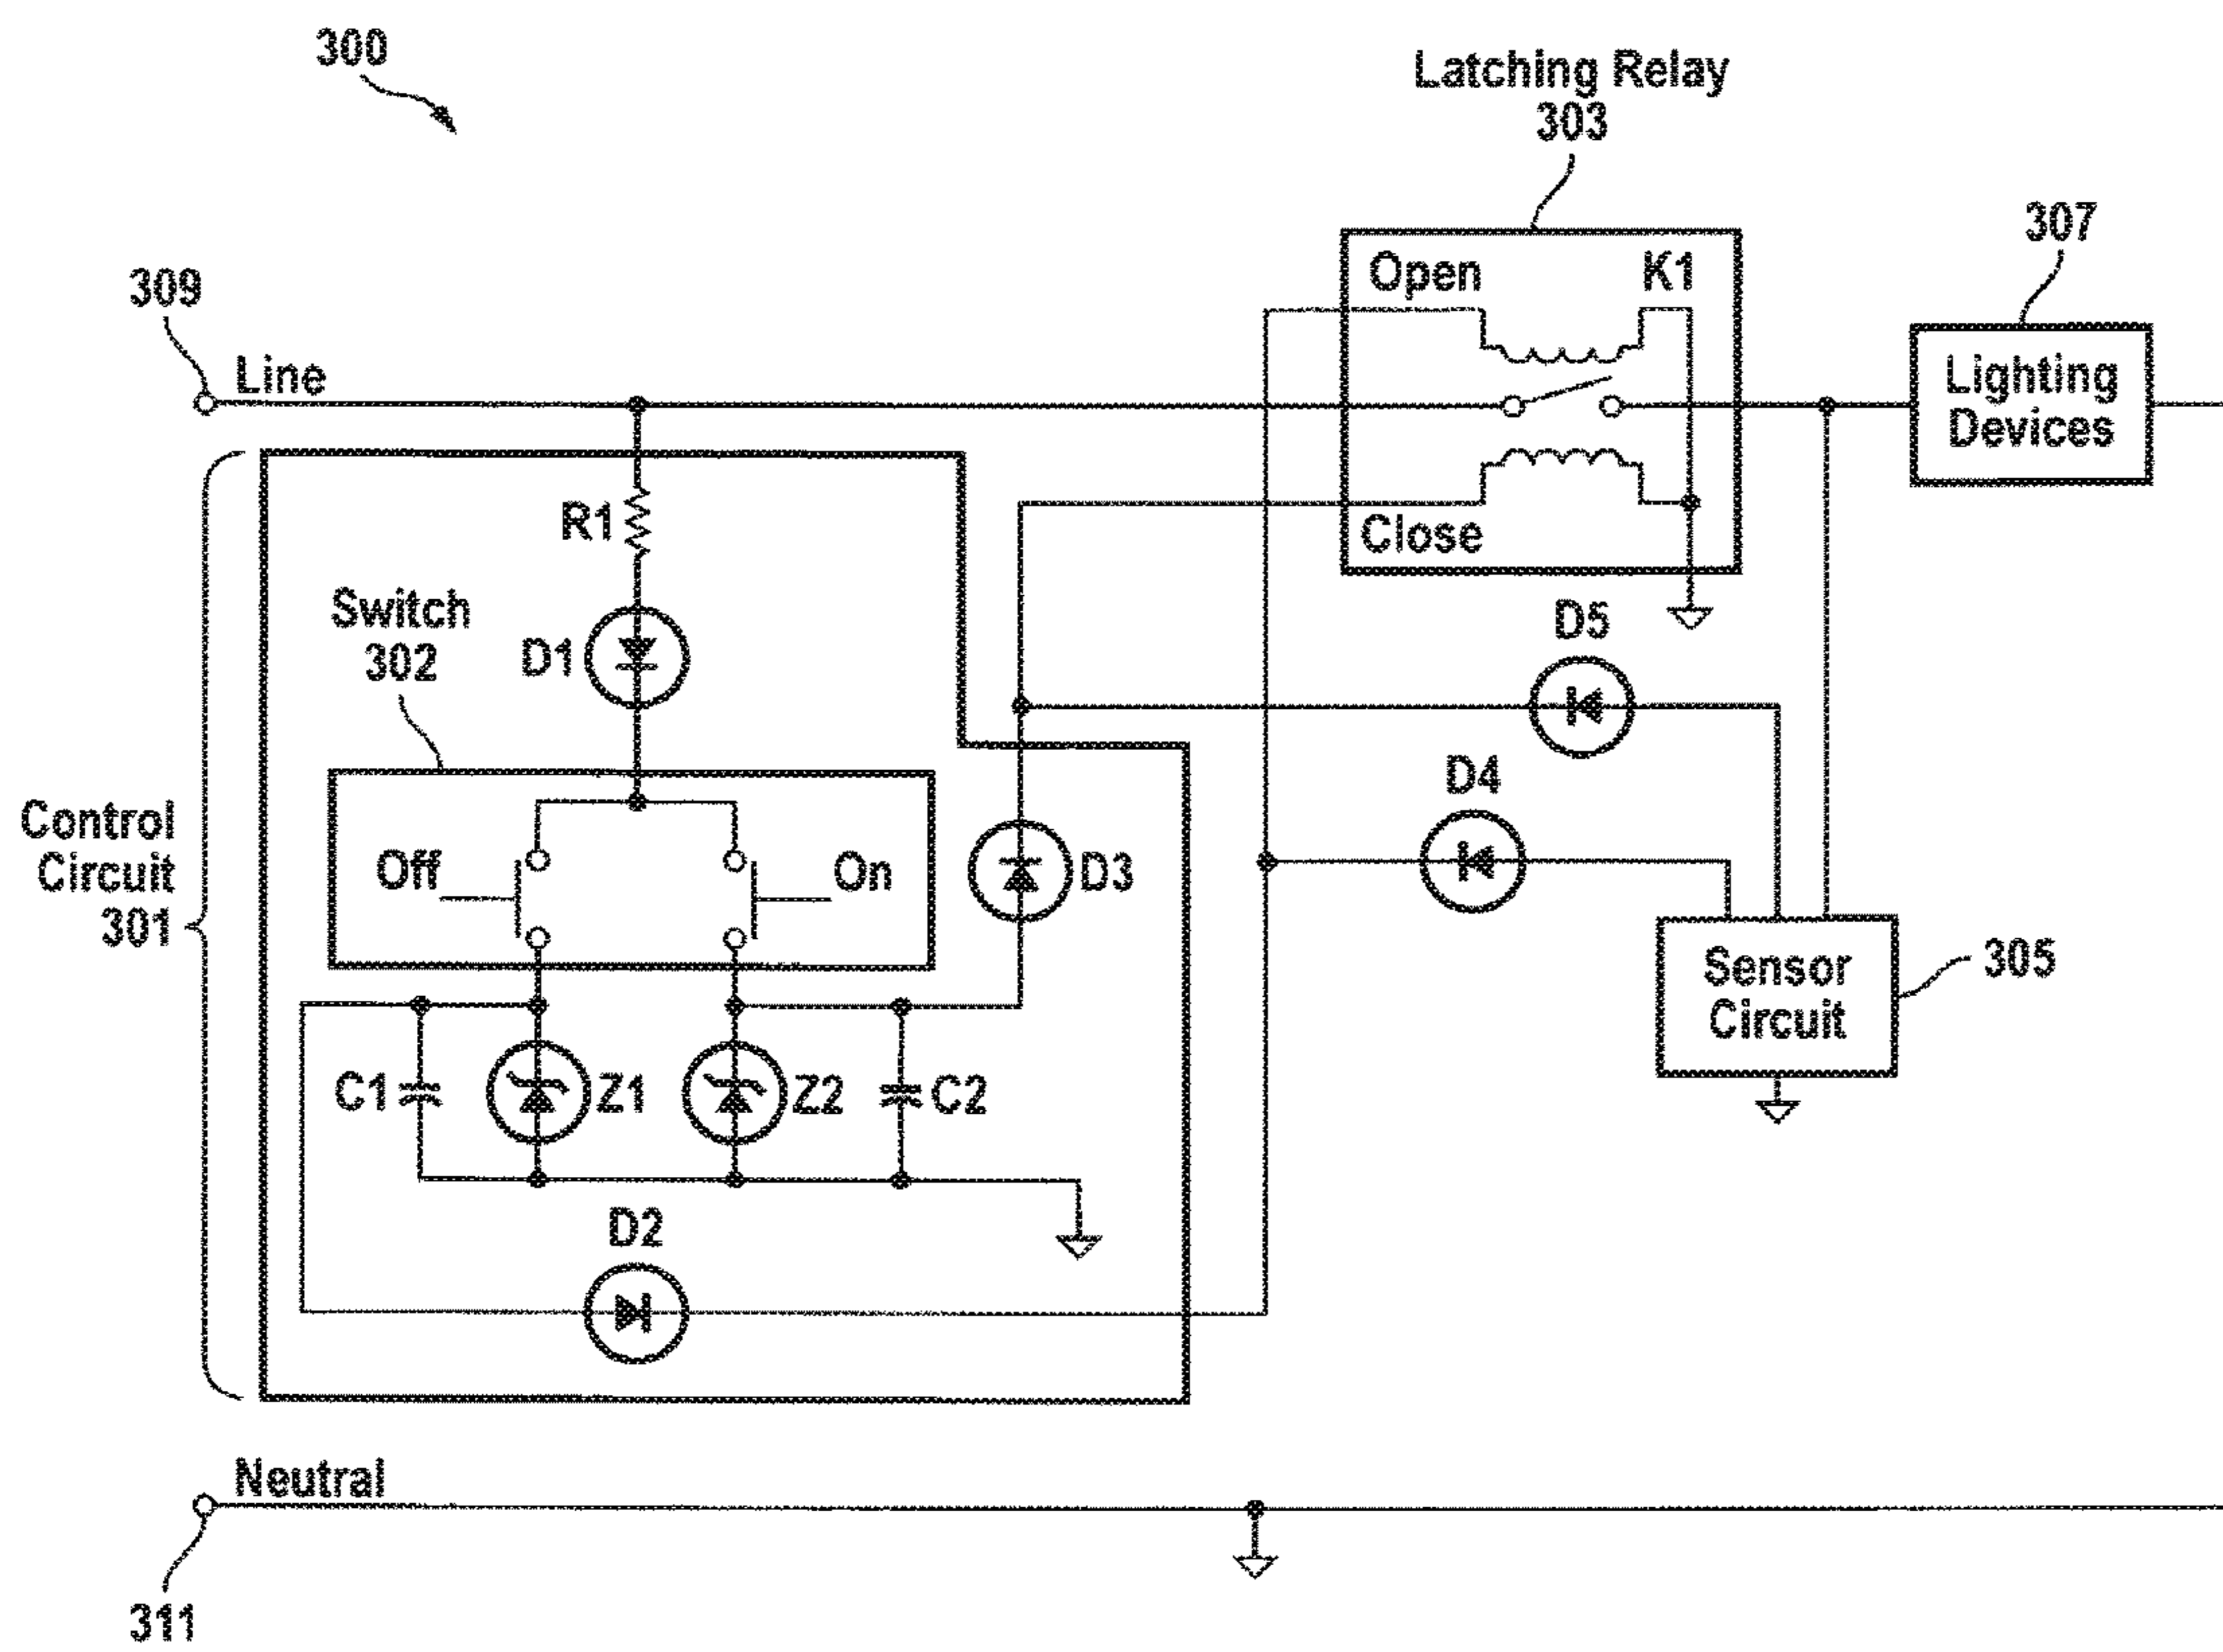 300
Latching Relay
303
307
309
Line
Open
K1
Lighting
Devices
R1
Close
Switch
302
D1
D5
D4
Control
Circuit
301
Off
On
D3
Sensor
Circuit
305
C1
Z1
Z2
C2
D2
Neutral
311